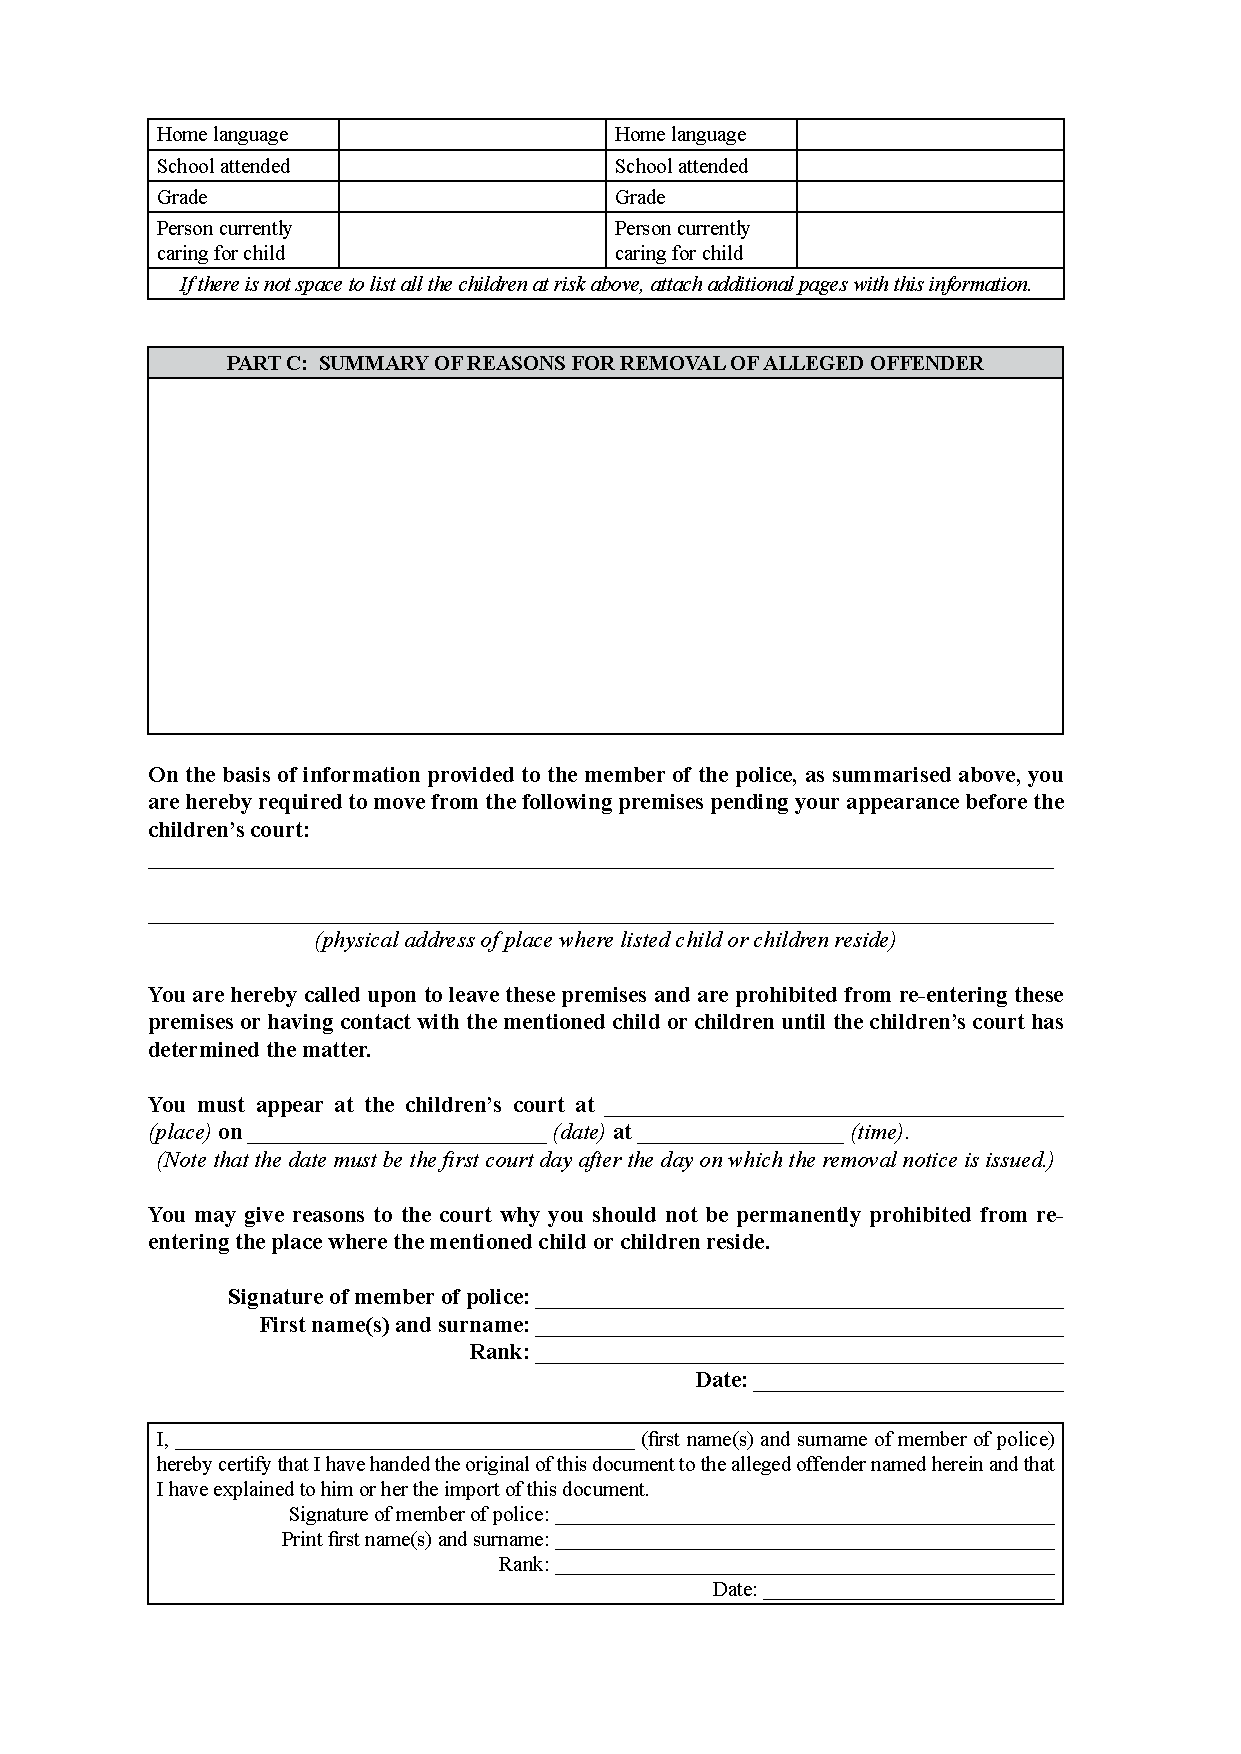 Home language Home language
School attended School attended
Grade Grade
Person currently Person currently
caring for child caring for child
If there is not space to list all the children at risk above, attach additional pages with this information.
PART C: SUMMARY OF REASONS FOR REMOVAL OF ALLEGED OFFENDER
On the basis of information provided to the member of the police, as summarised above, you
are hereby required to move from the following premises pending your appearance before the
children’s court:
(physical address of place where listed child or children reside)
You are hereby called upon to leave these premises and are prohibited from re-entering these
premises or having contact with the mentioned child or children until the children’s court has
determined the matter.
You must appear at the children’s court at ______________________________________
(place) on _________________________ (date) at _________________ (time).
(Note that the date must be the first court day after the day on which the removal notice is issued.)
You may give reasons to the court why you should not be permanently prohibited from re-
entering the place where the mentioned child or children reside.
Signature of member of police: ____________________________________________
First name(s) and surname: ____________________________________________
Rank: ____________________________________________
Date: __________________________
I, ___________________________________________ (first name(s) and surname of member of police)
hereby certify that I have handed the original of this document to the alleged offender named herein and that
I have explained to him or her the import of this document.
Signature of member of police: _______________________________________________
Print first name(s) and surname: _______________________________________________
Rank: _______________________________________________
Date: ___________________________